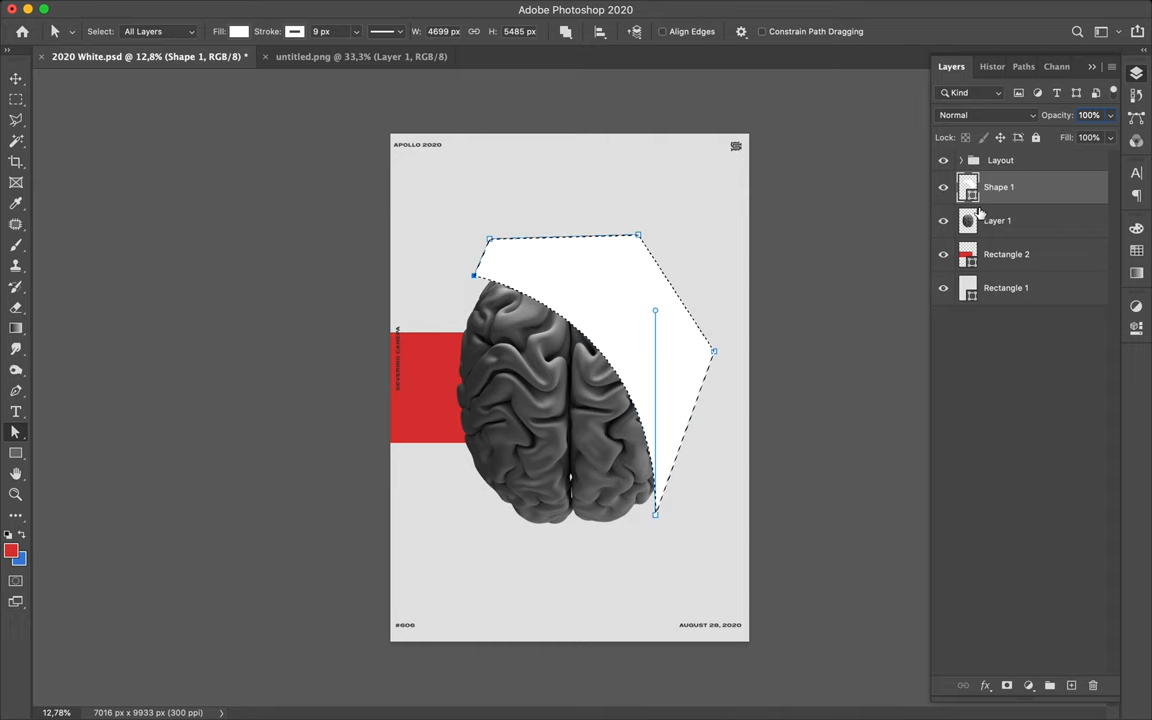 Adobe Photoshop 2020
Select: All Layers Fill: Stroke: 9 px W: 4699 px H: 5485 px Align Edges Constrain Path Dragging
2020 White.psd @ 12,8% (Shape 1, RGB/8) * untitled.png @ 33,3% (Layer 1, RGB/8)
Layers Histor Paths Chann
Kind
Normal Opacity: 100%
Lock: Fill: 100%
Layout
Shape 1
Layer 1
Rectangle 2
Rectangle 1
APOLLO 2020
#606 AUGUST 28, 2020
12,78% 7016 px x 9933 px (300 ppi)